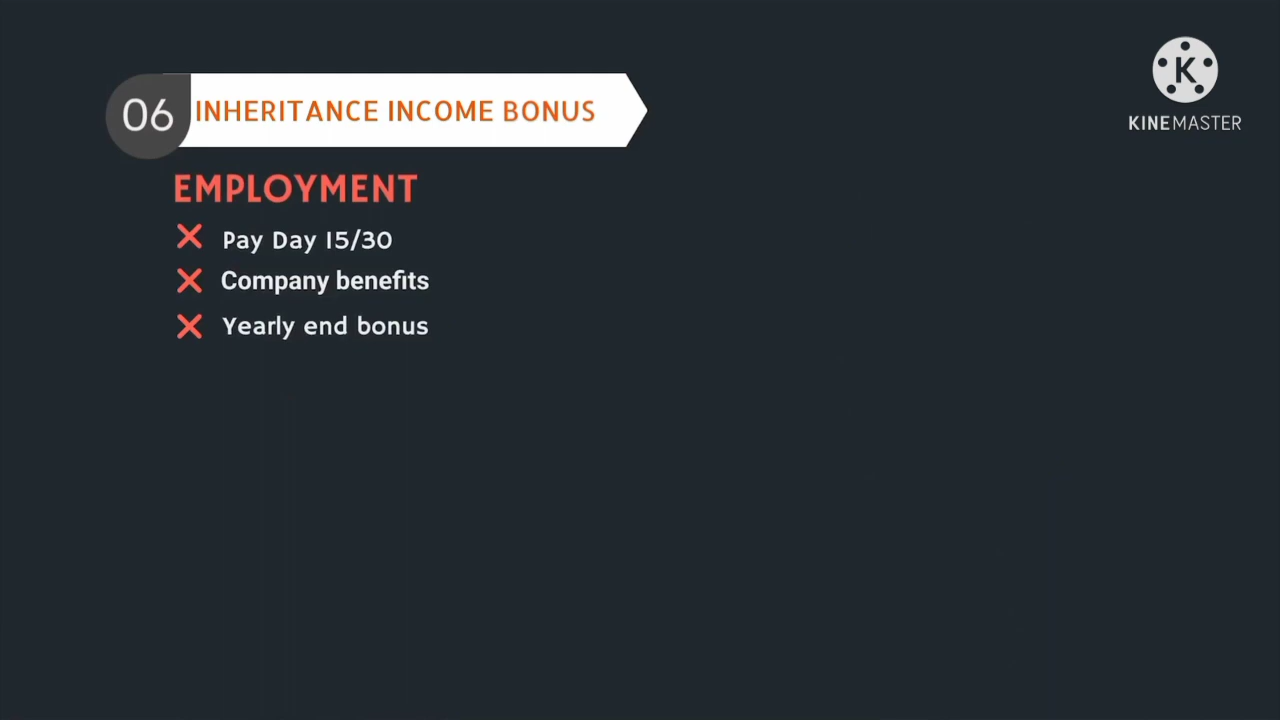 06 INHERITANCE INCOME BONUS
KINEMASTER
EMPLOYMENT
Pay Day 15/30
Company benefits
Yearly end bonus